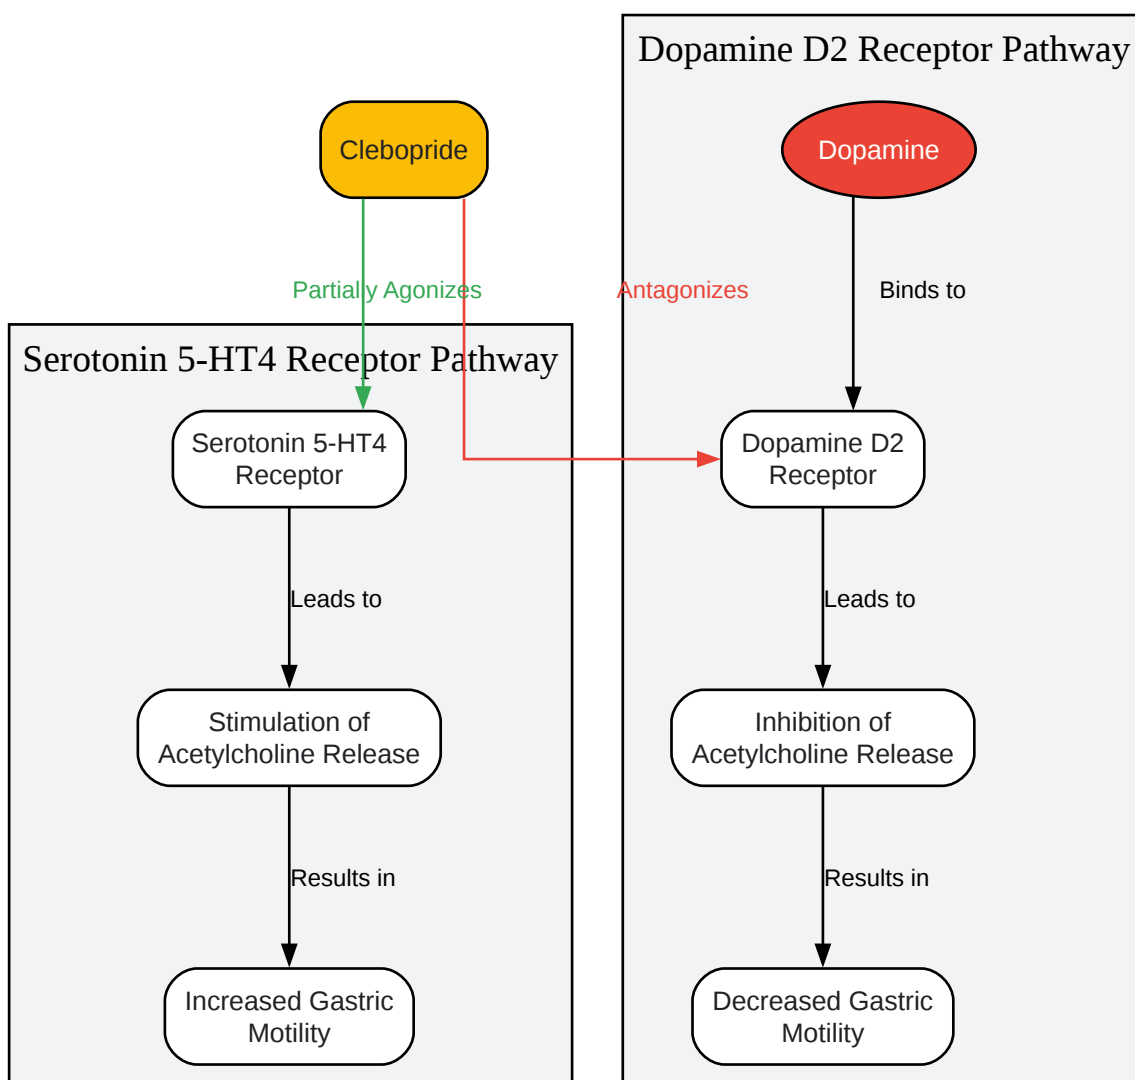 Dopamine D2 Receptor Pathway
Clebopride
Dopamine
Partially Agonizes
Antagonizes
Binds to
Serotonin 5-HT4 Receptor Pathway
Serotonin 5-HT4
Receptor
Dopamine D2
Receptor
Leads to
Leads to
Stimulation of
Acetylcholine Release
Inhibition of
Acetylcholine Release
Results in
Results in
Increased Gastric
Motility
Decreased Gastric
Motility